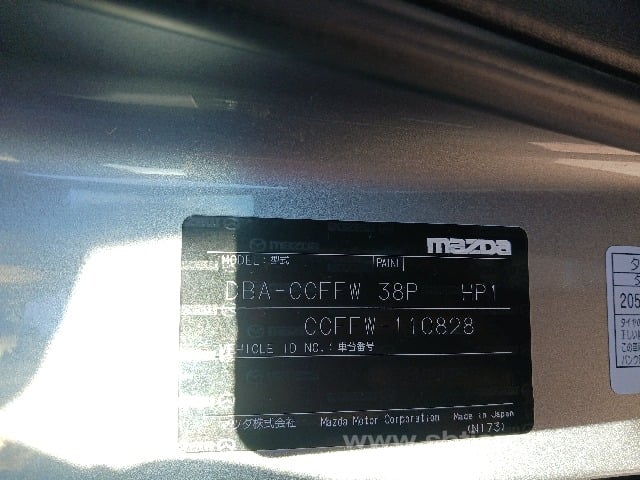 mazda
MODEL:型式 PAINT
DBA-CCFFW 38P HP1
CCFFW-110828
VEHICLE ID NO.:車台番号
マツダ株式会社 Mazda Motor Corporation Made in Japan
(N173)
205